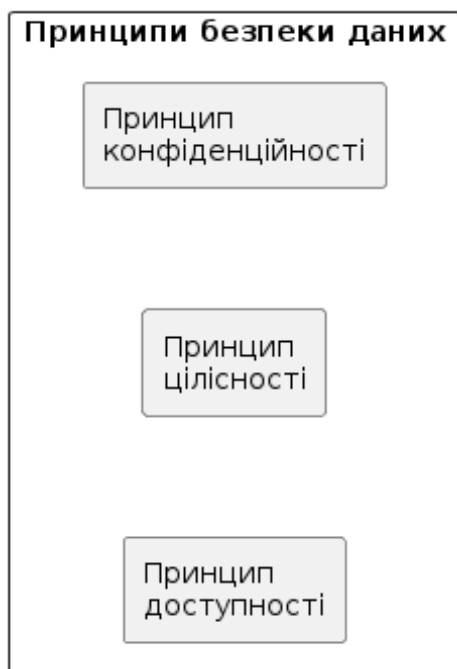 Принципи безпеки даних
Принцип
конфіденційності
Принцип
цілісності
Принцип
доступності